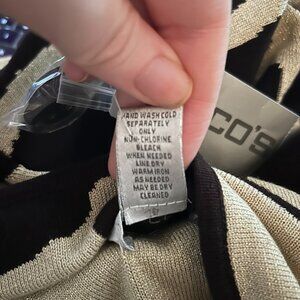 HAND WASH COLD
SEPARATELY
ONLY
NON-CHLORINE
BLEACH
WHEN NEEDED
LINE DRY
WARM IRON
AS NEEDED
MAY BE DRY
CLEANED
CO'S